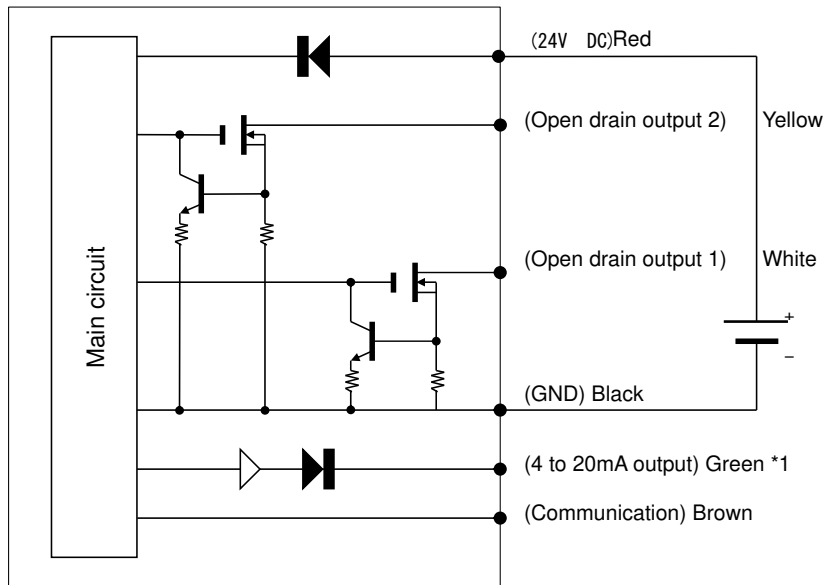 (24V DC)Red
(Open drain output 2) Yellow
Main circuit
(Open drain output 1) White
+
−
(GND) Black
(4 to 20mA output) Green *1
(Communication) Brown